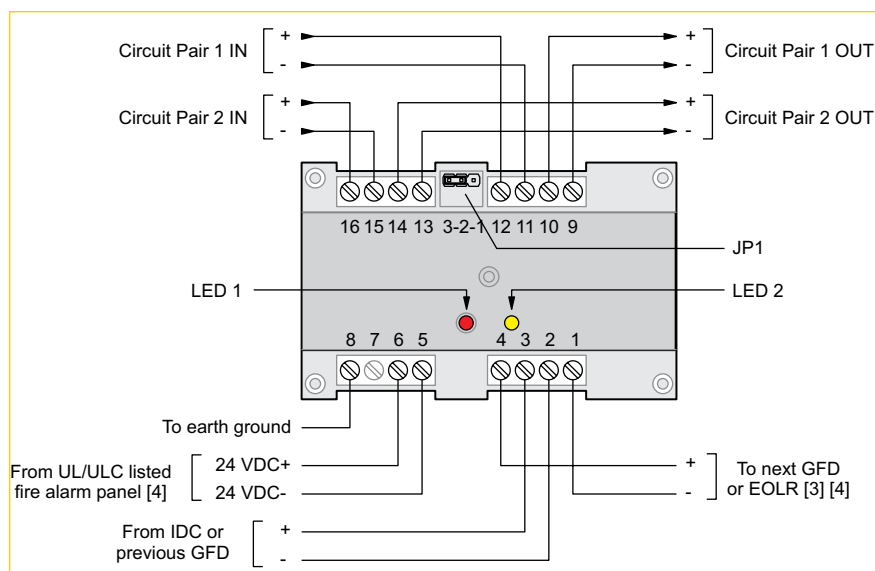 Circuit Pair 1 IN
+
-
+
-
Circuit Pair 1 OUT
Circuit Pair 2 IN
+
-
+
-
Circuit Pair 2 OUT
16 15 14 13 3-2-1 12 11 10 9
JP1
LED 1
LED 2
8 7 6 5 4 3 2 1
To earth ground
From UL/ULC listed
fire alarm panel [4]
24 VDC+
24 VDC-
+
-
To next GFD
or EOLR [3] [4]
From IDC or
previous GFD
+
-